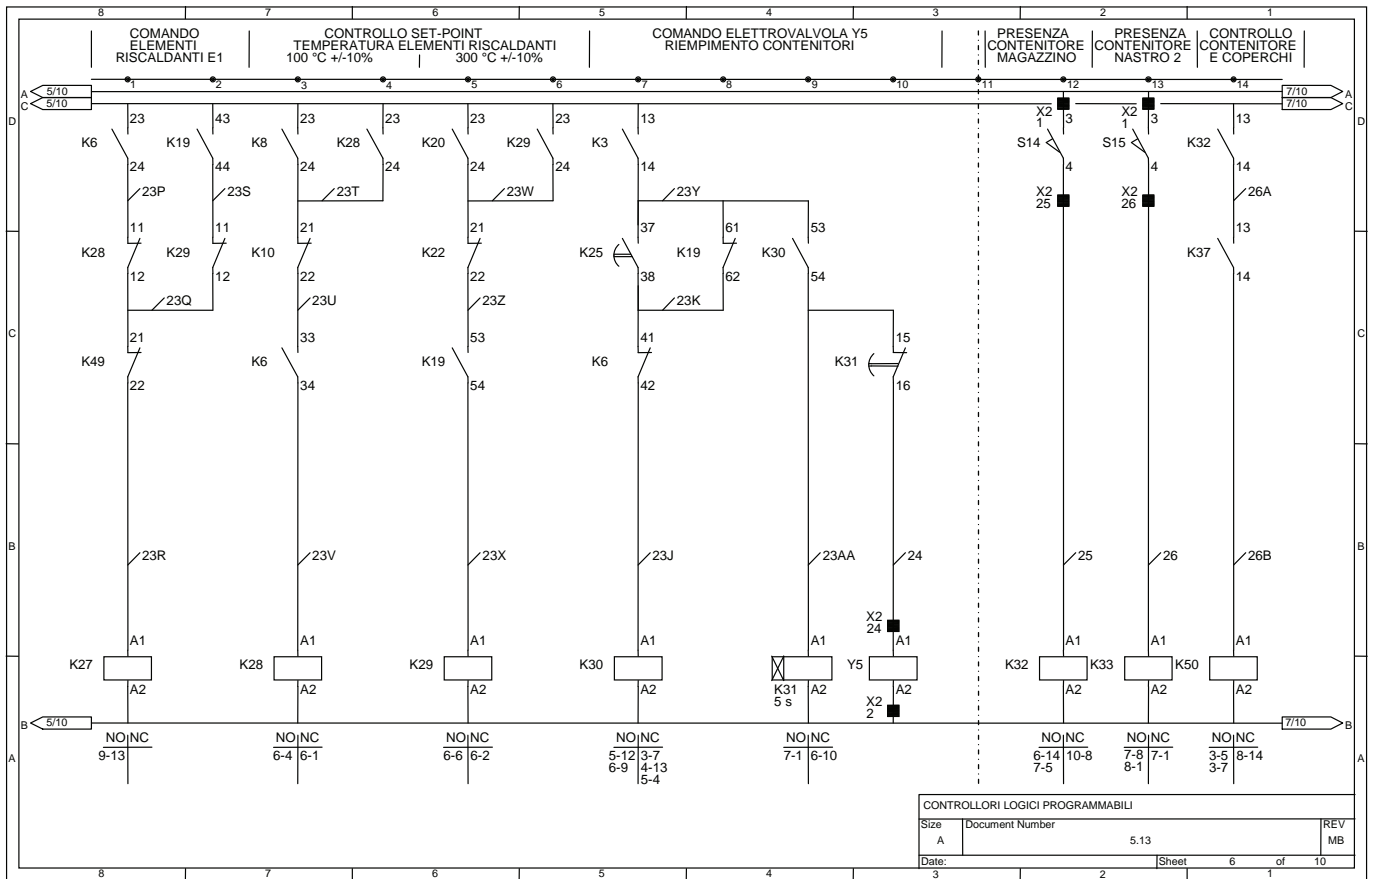 8 7 6 5 4 3 2 1
COMANDO
ELEMENTI
RISCALDANTI E1
CONTROLLO SET-POINT
TEMPERATURA ELEMENTI RISCALDANTI
100 °C +/-10% 300 °C +/-10%
COMANDO ELETTROVALVOLA Y5
RIEMPIMENTO CONTENITORI
PRESENZA
CONTENITORE
MAGAZZINO
PRESENZA
CONTENITORE
NASTRO 2
CONTROLLO
CONTENITORE
E COPERCHI
1 2 3 4 5 6 7 8 9 10 11 12 13 14
A 5/10 7/10 A
C 5/10 7/10 C
D X2 X2 D
23 43 23 23 23 23 13 1 3 1 3 13
K6 K19 K8 K28 K20 K29 K3 S14 S15 K32
24 44 24 24 24 24 14 4 4 14
23P 23S 23T 23W 23Y X2 X2 26A
25 26
11 11 21 21 37 61 53 13
K28 K29 K10 K22 K25 K19 K30 K37
12 12 22 22 38 62 54 14
23Q 23U 23Z 23K
C C
21 33 53 41 15
K49 K6 K19 K6 K31
22 34 54 42 16
B B
23R 23V 23X 23J 23AA 24 25 26 26B
X2
24
A1 A1 A1 A1 A1 A1 A1 A1 A1
K27 K28 K29 K30 Y5 K32 K33 K50
A2 A2 A2 A2 K31 A2 A2 A2 A2 A2
5 s X2
2
B 5/10 7/10 B
NO NC NO NC NO NC NO NC NO NC NO NC NO NC NO NC
A 9-13 6-4 6-1 6-6 6-2 5-12 3-7 7-1 6-10 6-14 10-8 7-8 7-1 3-5 8-14 A
6-9 4-13 7-5 8-1 3-7
5-4
CONTROLLORI LOGICI PROGRAMMABILI
Size Document Number REV
A 5.13 MB
Date: Sheet 6 of 10
8 7 6 5 4 3 2 1